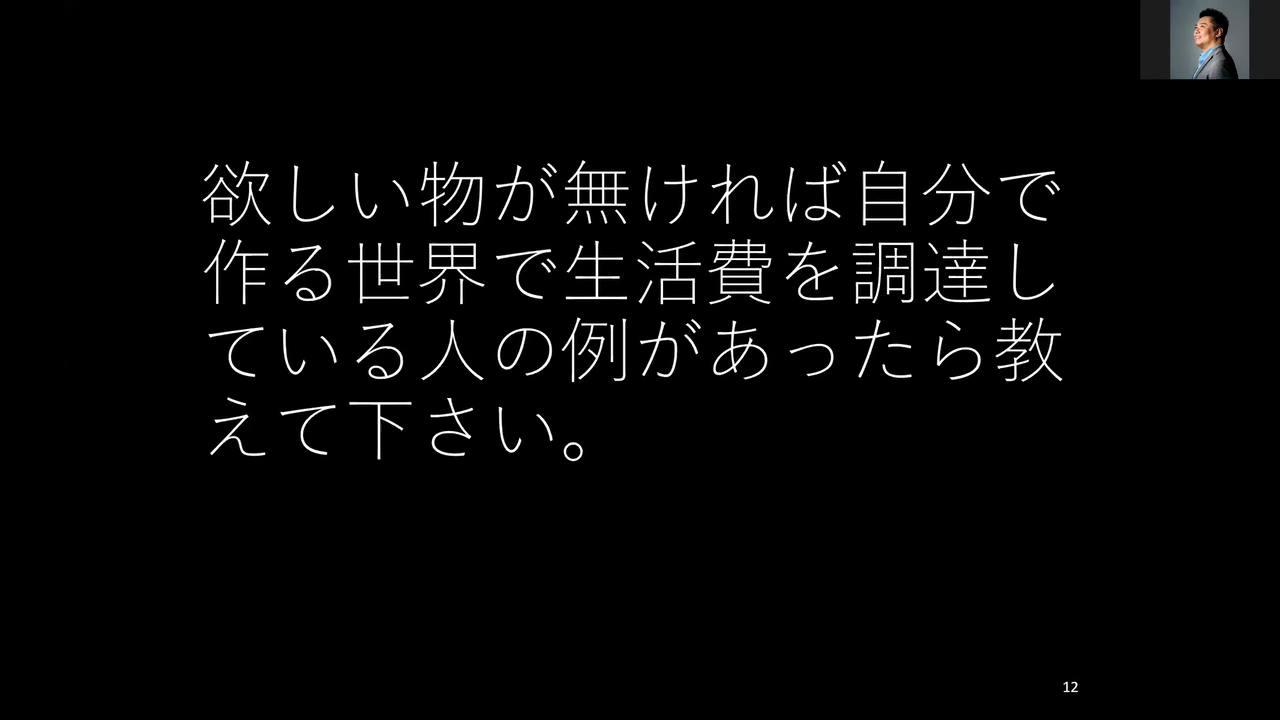 欲しい物が無ければ自分で
作る世界で生活費を調達し
ている人の例があったら教
えて下さい。
12